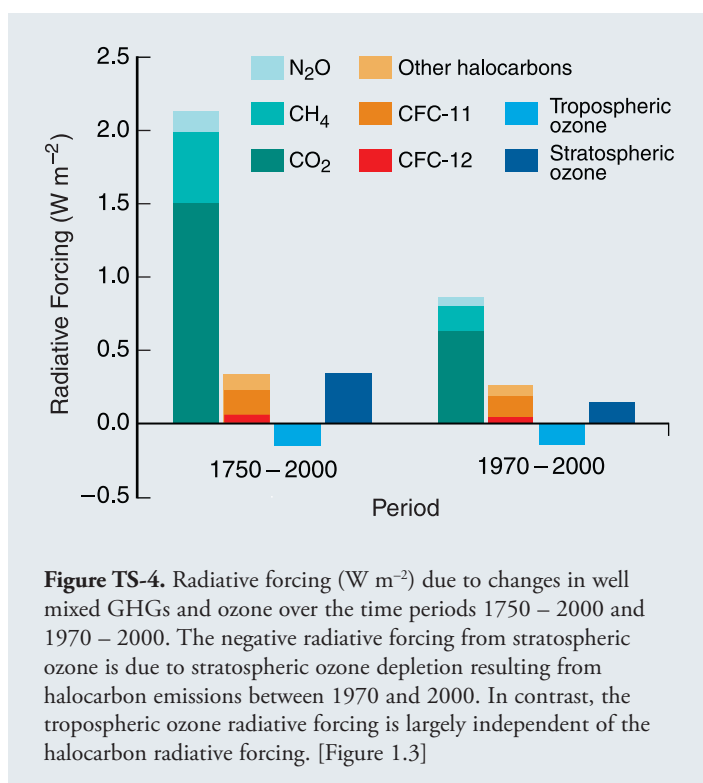 2.5
2.0
1.5
1.0
0.5
0.0
−0.5
Radiative Forcing (W m⁻²)
N₂O
CH₄
CO₂
Other halocarbons
CFC-11
CFC-12
Tropospheric
ozone
Stratospheric
ozone
1750 – 2000
1970 – 2000
Period
Figure TS-4. Radiative forcing (W m⁻²) due to changes in well
mixed GHGs and ozone over the time periods 1750 – 2000 and
1970 – 2000. The negative radiative forcing from stratospheric
ozone is due to stratospheric ozone depletion resulting from
halocarbon emissions between 1970 and 2000. In contrast, the
tropospheric ozone radiative forcing is largely independent of the
halocarbon radiative forcing. [Figure 1.3]